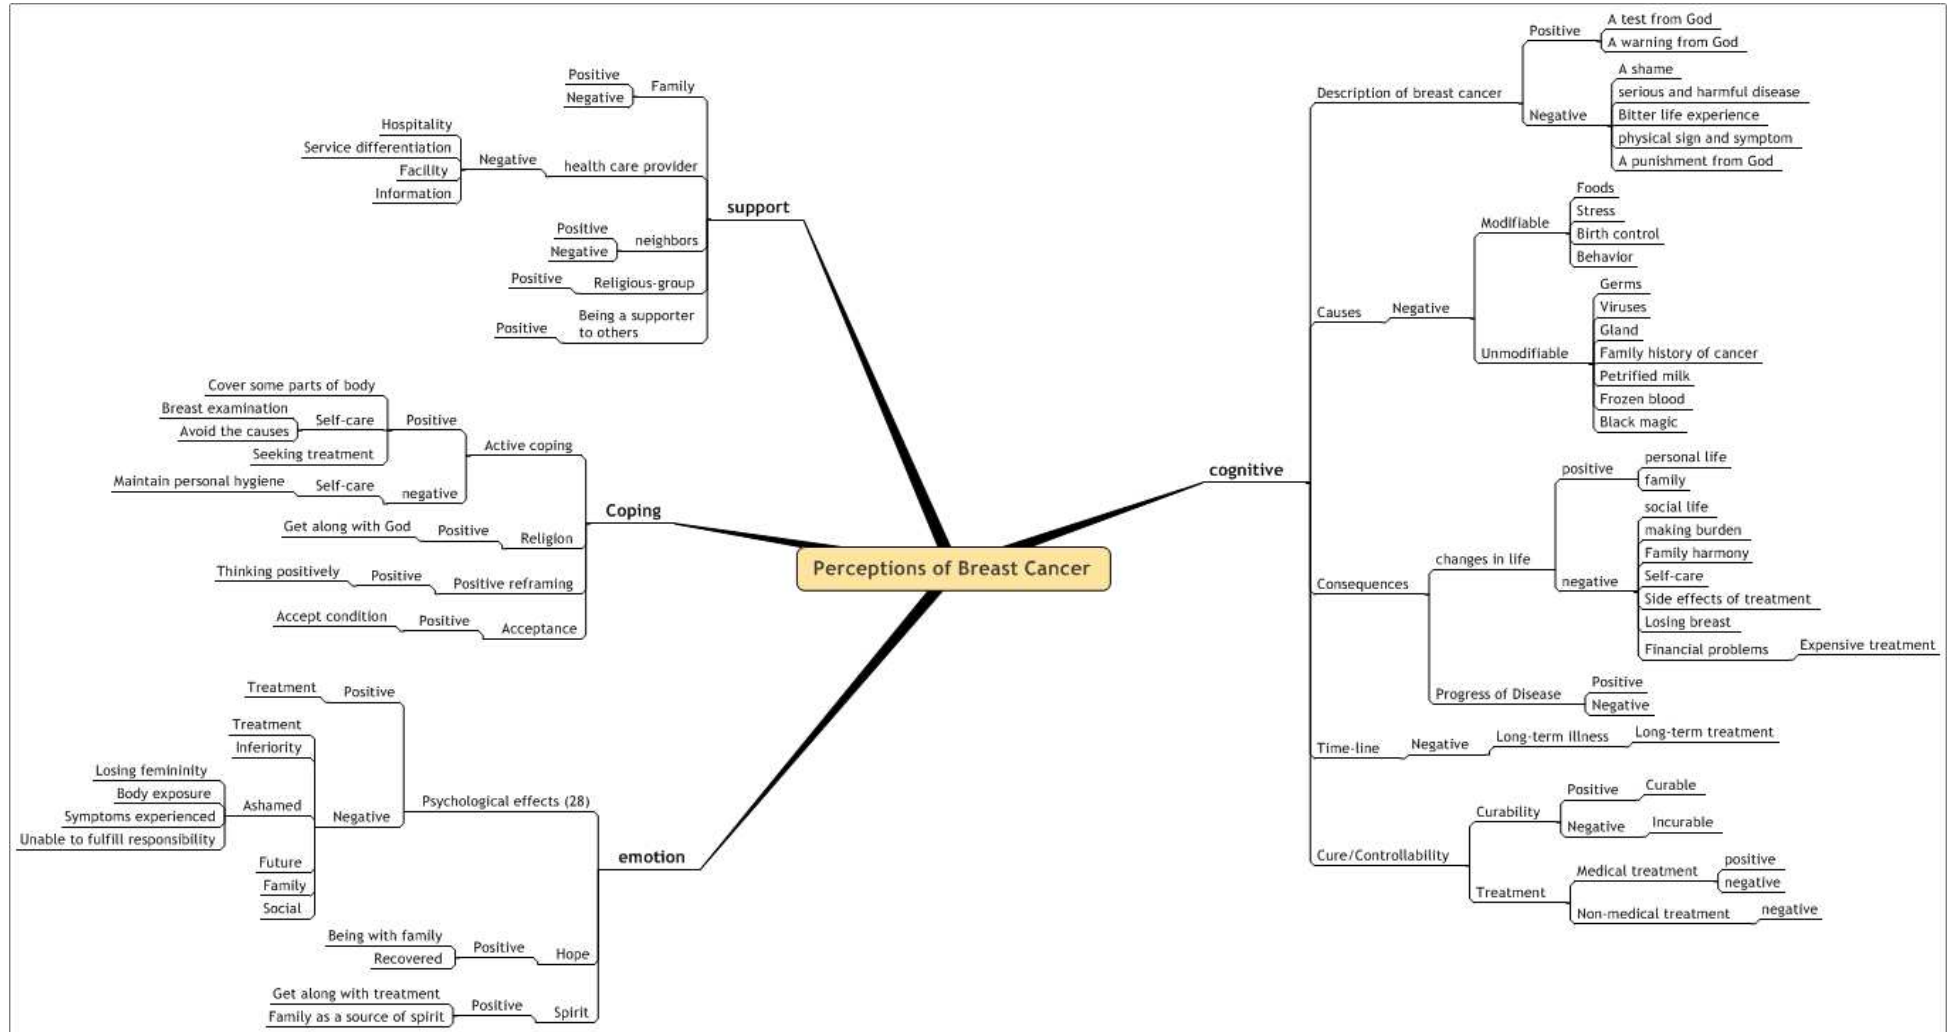 Perceptions of Breast Cancer
support
Family
Positive
Negative
health care provider
Negative
Hospitality
Service differentiation
Facility
Information
neighbors
Positive
Negative
Religious-group
Positive
Being a supporter
to others
Positive
Coping
Active coping
Positive
Cover some parts of body
Self-care
Breast examination
Avoid the causes
Seeking treatment
negative
Self-care
Maintain personal hygiene
Religion
Positive
Get along with God
Positive reframing
Positive
Thinking positively
Acceptance
Positive
Accept condition
emotion
Psychological effects (28)
Positive
Treatment
Negative
Treatment
Inferiority
Ashamed
Losing femininity
Body exposure
Symptoms experienced
Unable to fulfill responsibility
Future
Family
Social
Hope
Positive
Being with family
Recovered
Spirit
Positive
Get along with treatment
Family as a source of spirit
cognitive
Description of breast cancer
Positive
A test from God
A warning from God
Negative
A shame
serious and harmful disease
Bitter life experience
physical sign and symptom
A punishment from God
Causes
Negative
Modifiable
Foods
Stress
Birth control
Behavior
Unmodifiable
Germs
Viruses
Gland
Family history of cancer
Petrified milk
Frozen blood
Black magic
Consequences
changes in life
positive
personal life
family
negative
social life
making burden
Family harmony
Self-care
Side effects of treatment
Losing breast
Financial problems
Expensive treatment
Progress of Disease
Positive
Negative
Time-line
Negative
Long-term illness
Long-term treatment
Cure/Controllability
Curability
Positive
Curable
Negative
Incurable
Treatment
Medical treatment
positive
negative
Non-medical treatment
negative